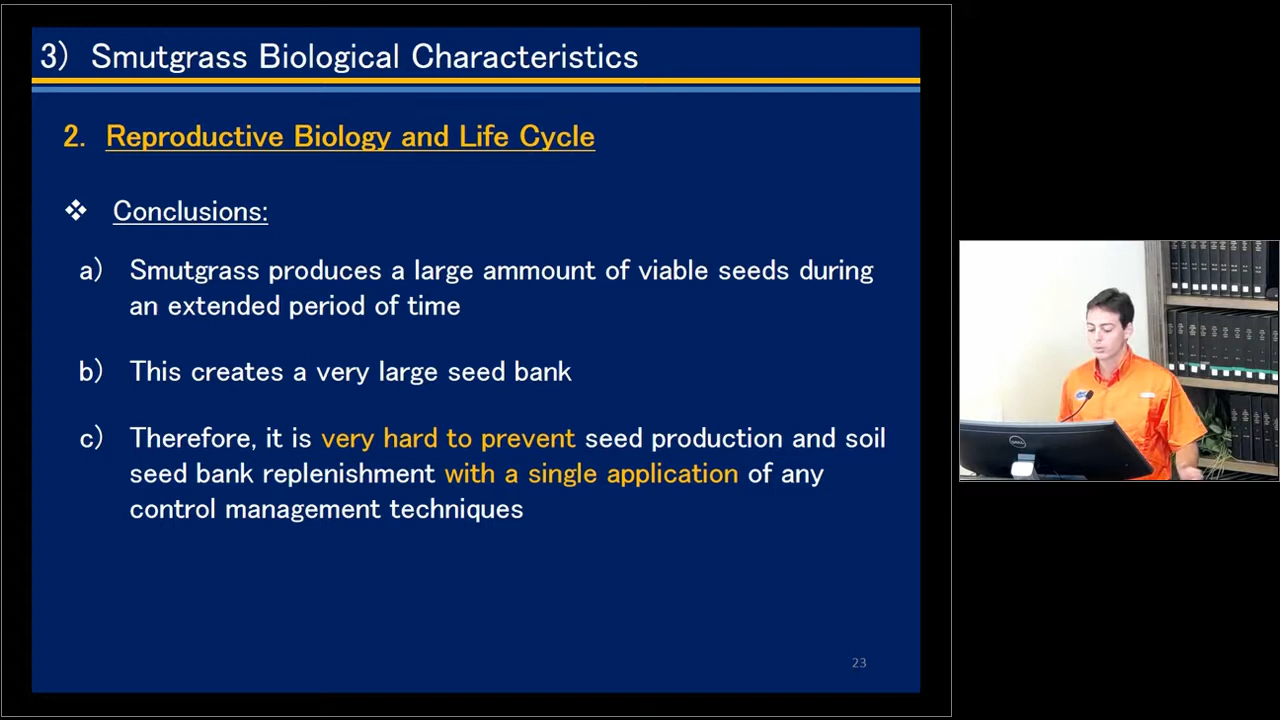 3) Smutgrass Biological Characteristics
2. Reproductive Biology and Life Cycle
❖ Conclusions:
a) Smutgrass produces a large ammount of viable seeds during
an extended period of time
b) This creates a very large seed bank
c) Therefore, it is very hard to prevent seed production and soil
seed bank replenishment with a single application of any
control management techniques
23
DELL